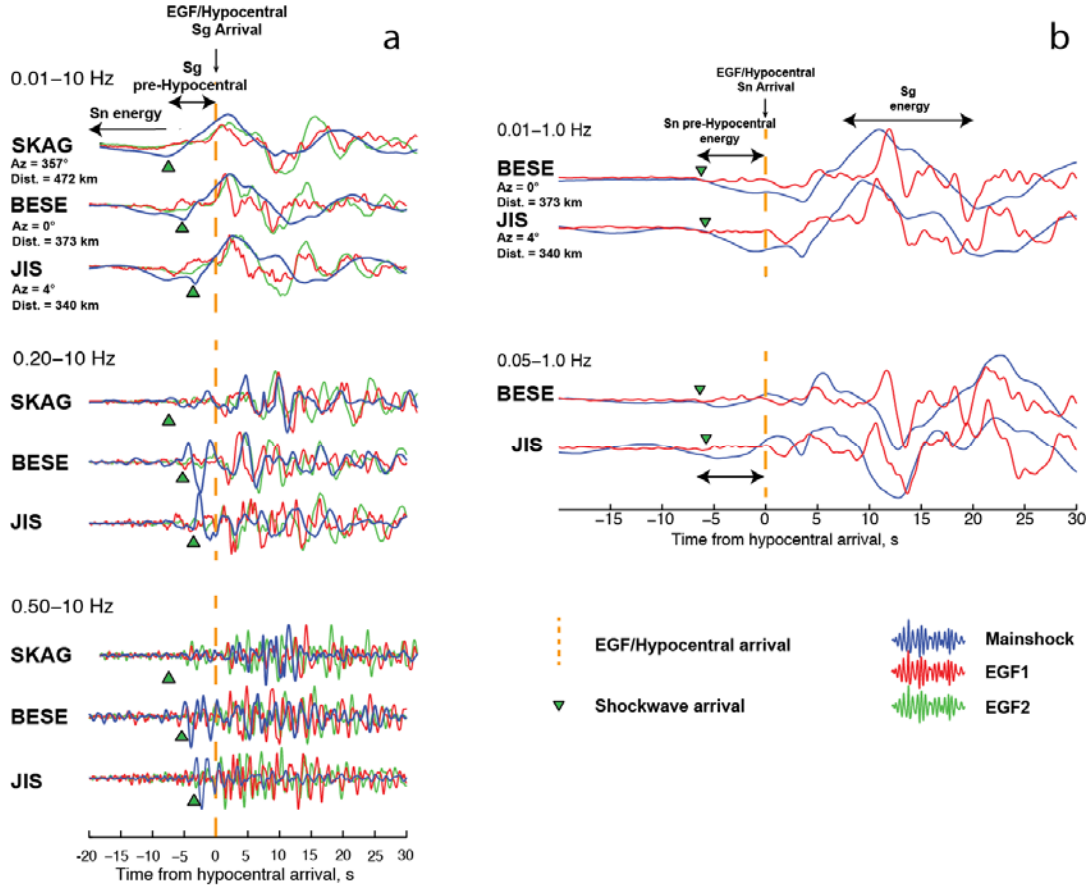 a
EGF/Hypocentral
Sg Arrival
Sg
pre-Hypocentral
0.01–10 Hz
Sn energy
SKAG
Az = 357°
Dist. = 472 km
BESE
Az = 0°
Dist. = 373 km
JIS
Az = 4°
Dist. = 340 km
0.20–10 Hz
SKAG
BESE
JIS
0.50–10 Hz
SKAG
BESE
JIS
-20 -15 -10 -5 0 5 10 15 20 25 30
Time from hypocentral arrival, s
b
EGF/Hypocentral
Sn Arrival
Sg
energy
Sn pre-Hypocentral
energy
0.01–1.0 Hz
BESE
Az = 0°
Dist. = 373 km
JIS
Az = 4°
Dist. = 340 km
0.05–1.0 Hz
BESE
JIS
−15 −10 −5 0 5 10 15 20 25 30
Time from hypocentral arrival, s
EGF/Hypocentral arrival
Shockwave arrival
Mainshock
EGF1
EGF2